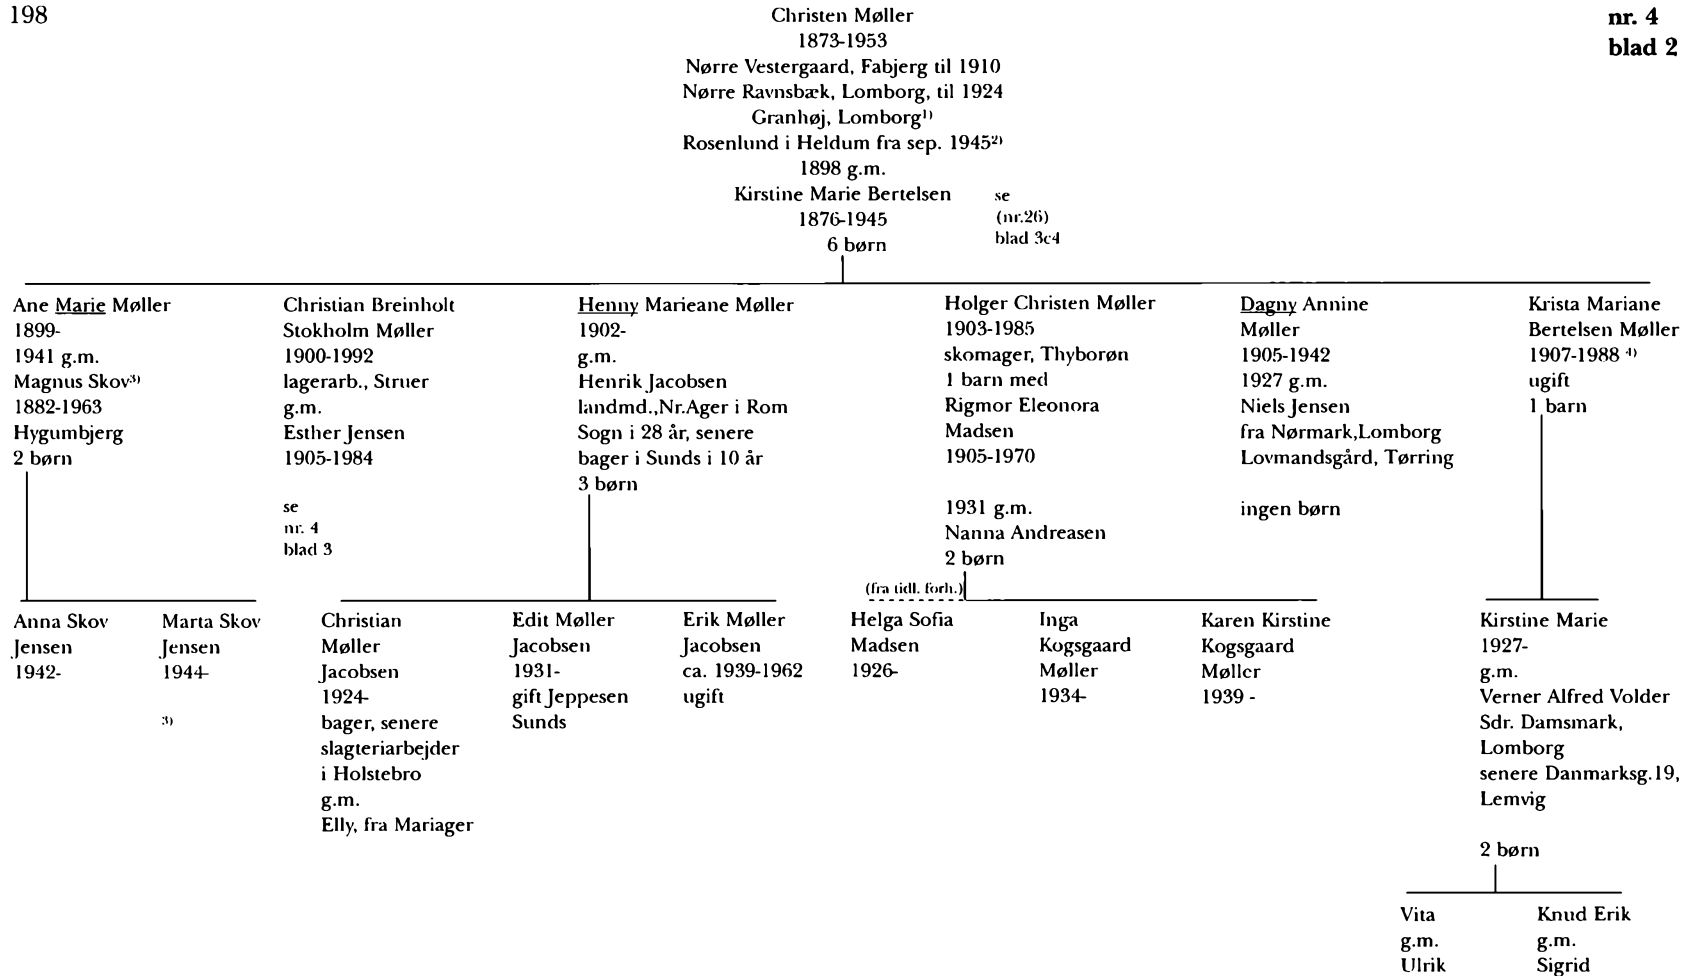 198
nr. 4
blad 2
Christen Møller
1873-1953
Nørre Vestergaard, Fabjerg til 1910
Nørre Ravnsbæk, Lomborg, til 1924
Granhøj, Lomborg1)
Rosenlund i Heldum fra sep. 19452)
1898 g.m.
Kirstine Marie Bertelsen
1876-1945
6 børn
se
(nr.26)
blad 3c4
Ane Marie Møller
1899-
1941 g.m.
Magnus Skov3)
1882-1963
Hygumbjerg
2 børn
Christian Breinholt
Stokholm Møller
1900-1992
lagerarb., Struer
g.m.
Esther Jensen
1905-1984
se
nr. 4
blad 3
Henny Marieane Møller
1902-
g.m.
Henrik Jacobsen
landmd.,Nr.Ager i Rom
Sogn i 28 år, senere
bager i Sunds i 10 år
3 børn
Holger Christen Møller
1903-1985
skomager, Thyborøn
1 barn med
Rigmor Eleonora
Madsen
1905-1970
1931 g.m.
Nanna Andreasen
2 børn
Dagny Annine
Møller
1905-1942
1927 g.m.
Niels Jensen
fra Nørmark,Lomborg
Lovmandsgård, Tørring
ingen børn
Krista Mariane
Bertelsen Møller
1907-1988 4)
ugift
1 barn
Anna Skov
Jensen
1942-
Marta Skov
Jensen
1944-
3)
Christian
Møller
Jacobsen
1924-
bager, senere
slagteriarbejder
i Holstebro
g.m.
Elly, fra Mariager
Edit Møller
Jacobsen
1931-
gift Jeppesen
Sunds
Erik Møller
Jacobsen
ca. 1939-1962
ugift
(fra tidl. forh.)
Helga Sofia
Madsen
1926-
Inga
Kogsgaard
Møller
1934-
Karen Kirstine
Kogsgaard
Møller
1939 -
Kirstine Marie
1927-
g.m.
Verner Alfred Volder
Sdr. Damsmark,
Lomborg
senere Danmarksg.19,
Lemvig
2 børn
Vita
g.m.
Ulrik
Knud Erik
g.m.
Sigrid